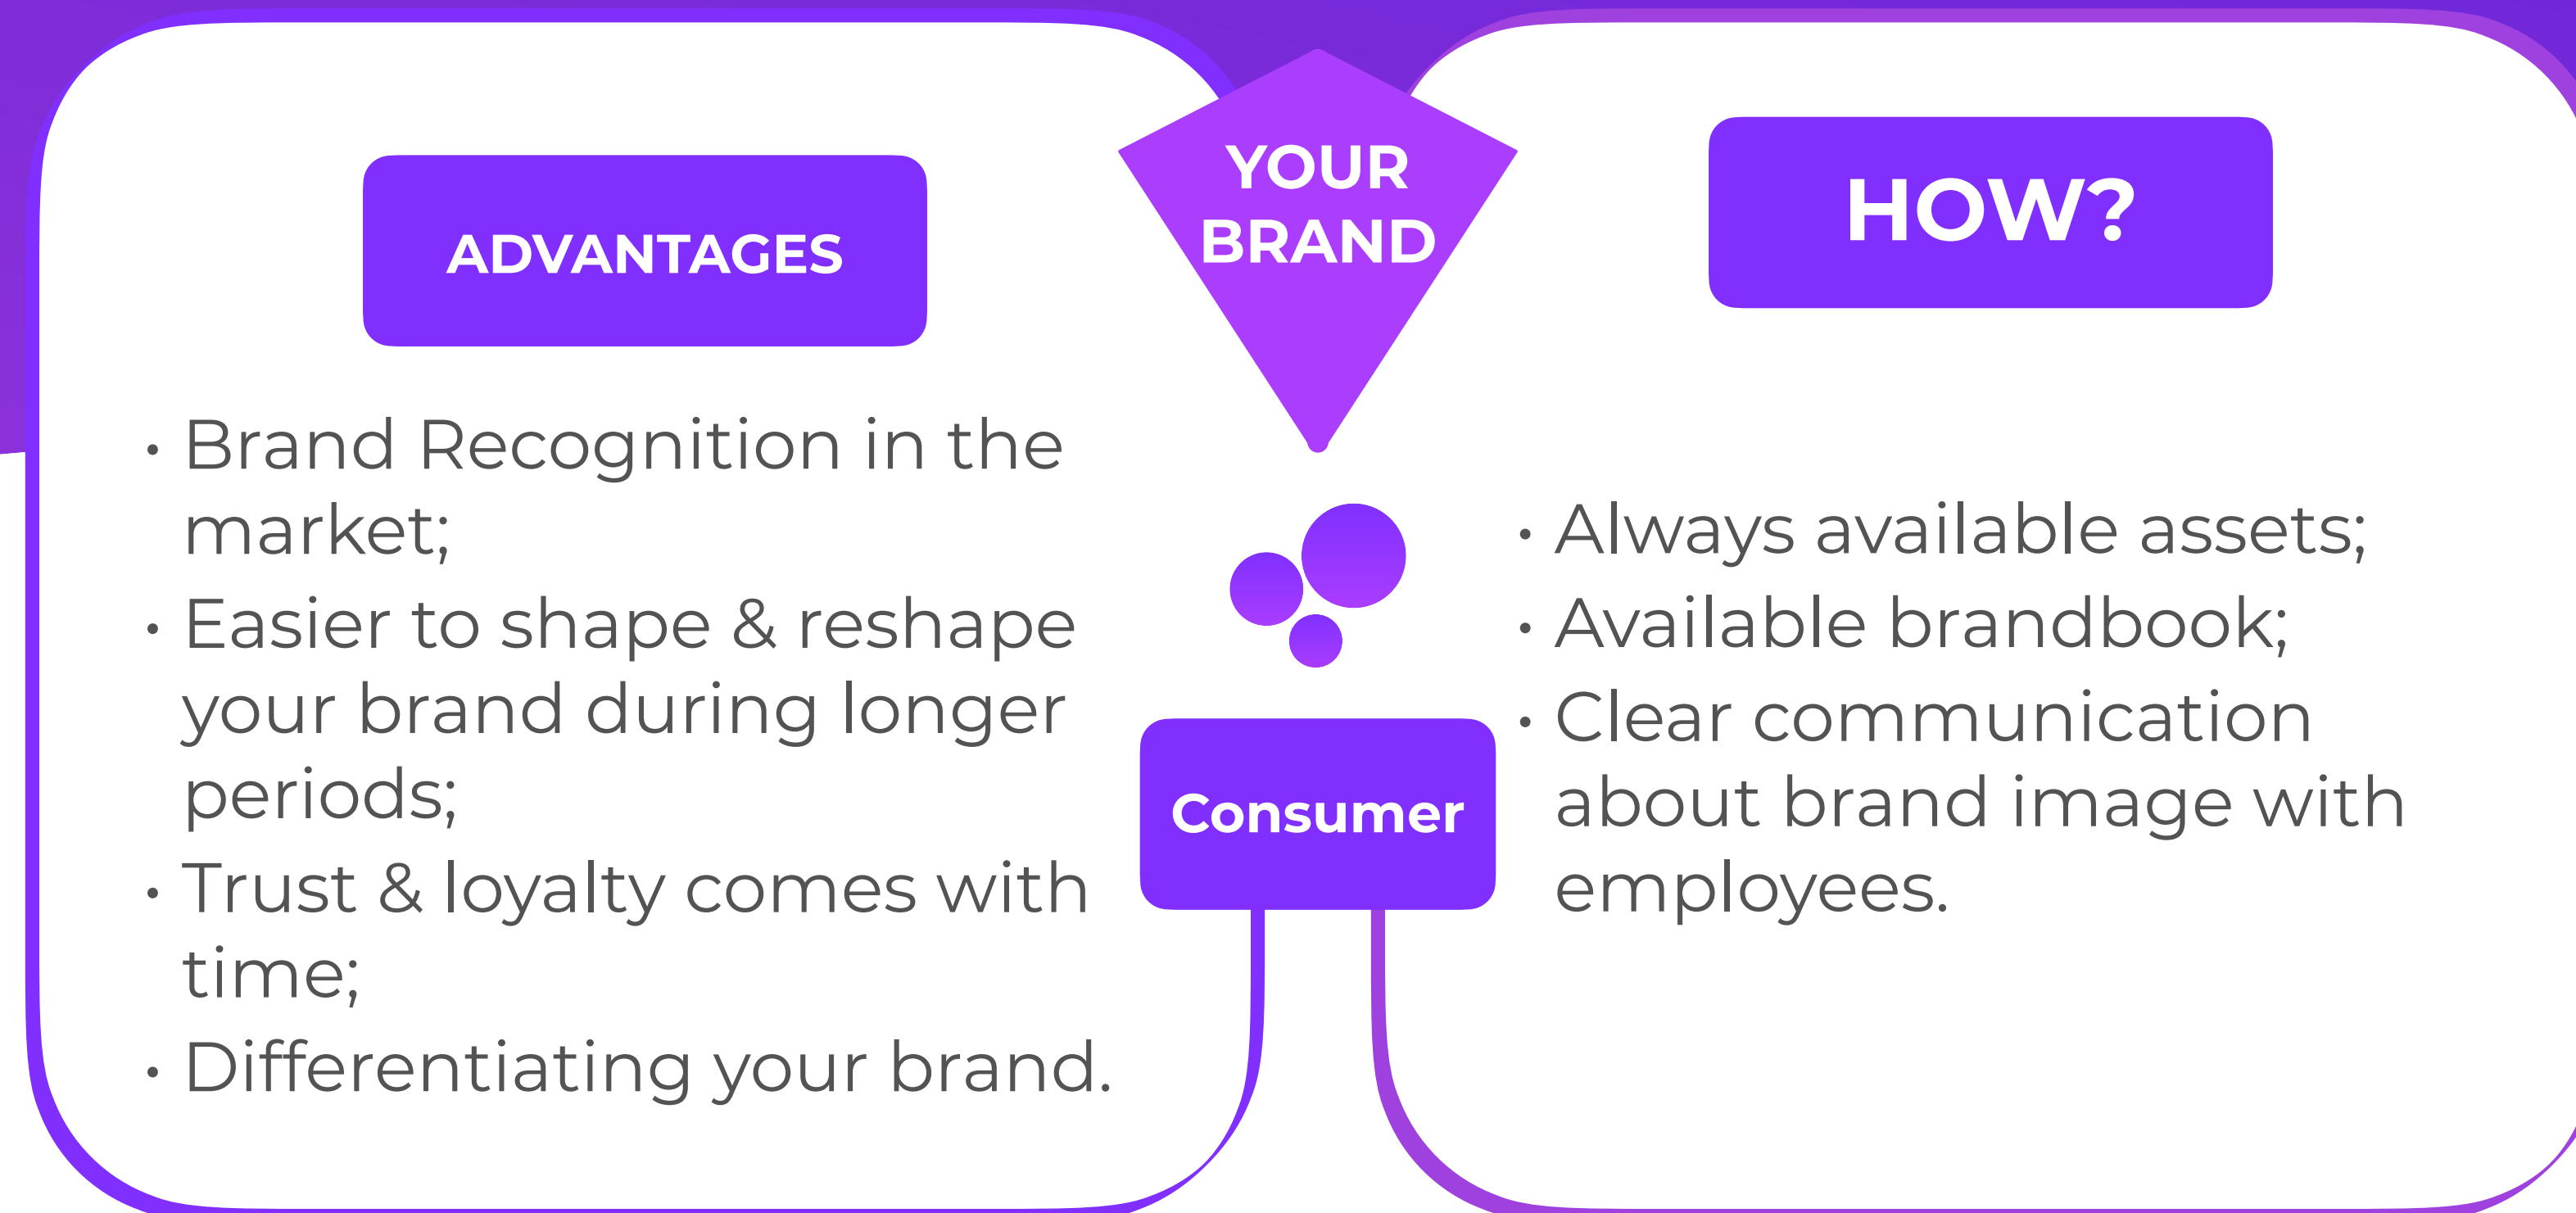 ADVANTAGES
• Brand Recognition in the
market;
• Easier to shape & reshape
your brand during longer
periods;
• Trust & loyalty comes with
time;
• Differentiating your brand.
YOUR
BRAND
Consumer
HOW?
• Always available assets;
• Available brandbook;
• Clear communication
about brand image with
employees.